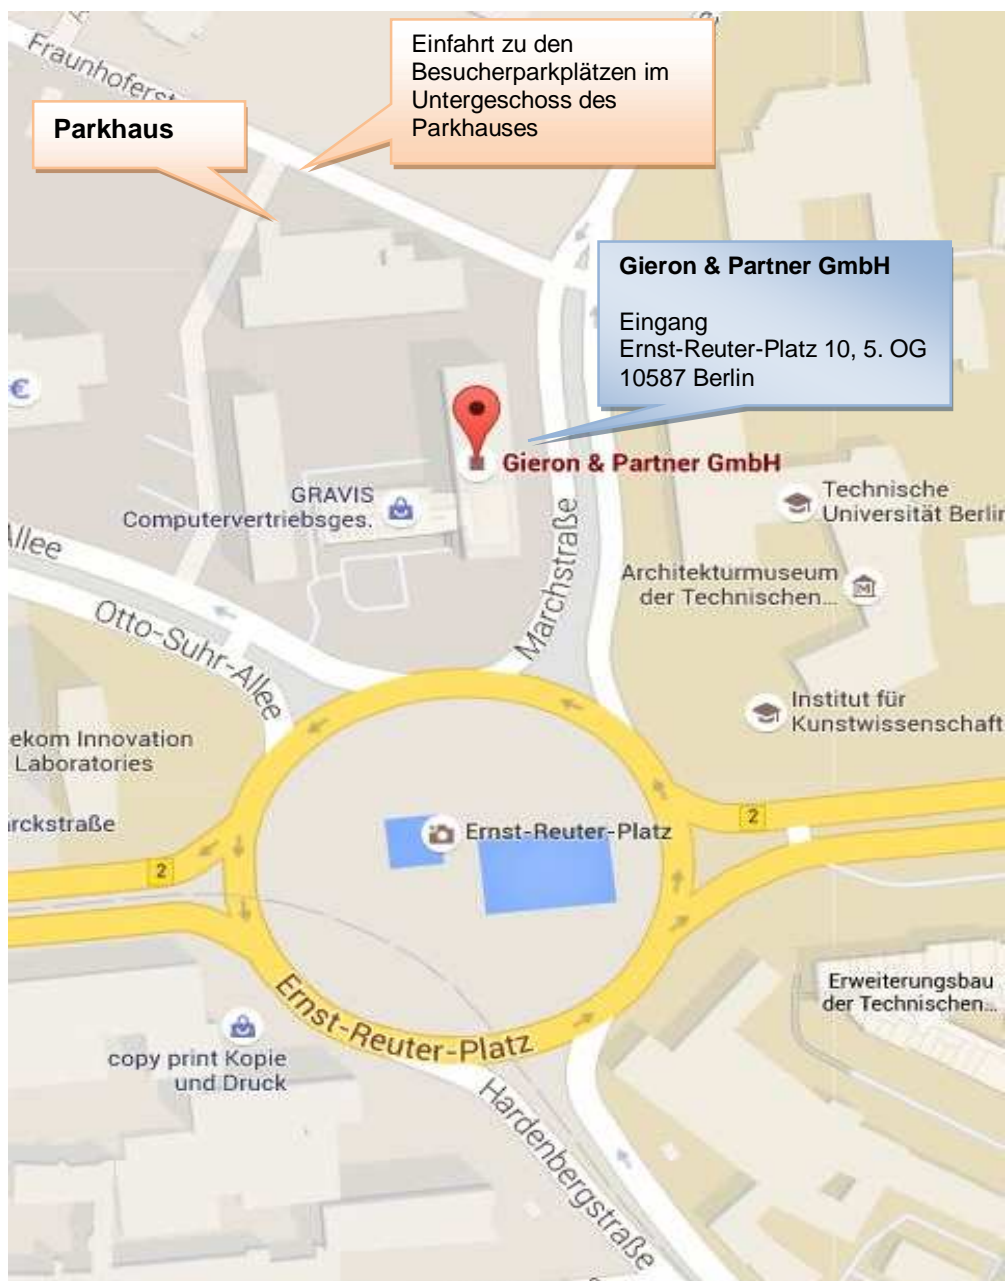 Fraunhoferst
Einfahrt zu den
Besucherparkplätzen im
Untergeschoss des
Parkhauses
Parkhaus
Gieron & Partner GmbH
Eingang
Ernst-Reuter-Platz 10, 5. OG
10587 Berlin
€
Gieron & Partner GmbH
GRAVIS
Computervertriebsges.
Technische
Universität Berlin
Allee
Marchstraße
Architekturmuseum
der Technischen...
Otto-Suhr-Allee
Institut für
Kunstwissenschaft
ekom Innovation
Laboratories
arckstraße
2
Ernst-Reuter-Platz
2
Erweiterungsbau
der Technischen...
Ernst-Reuter-Platz
copy print Kopie
und Druck
Hardenbergstraße